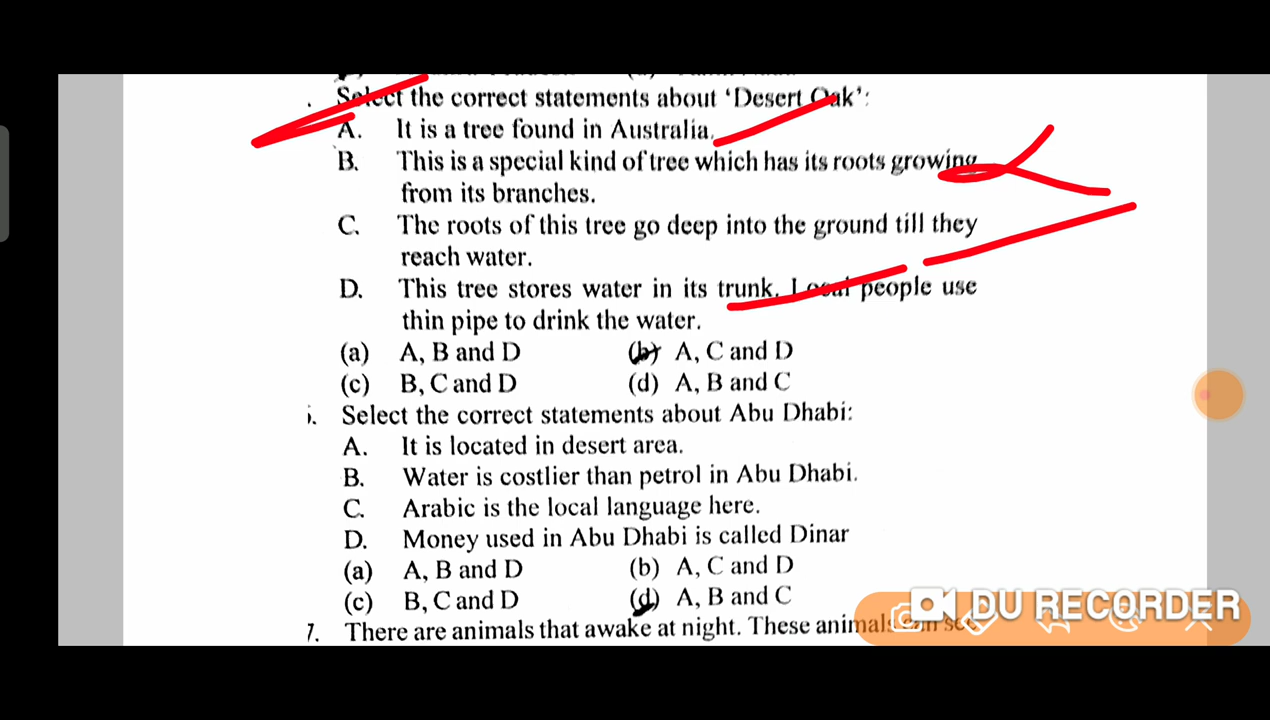 . Select the correct statements about 'Desert Oak':
A. It is a tree found in Australia.
B. This is a special kind of tree which has its roots growing
from its branches.
C. The roots of this tree go deep into the ground till they
reach water.
D. This tree stores water in its trunk. Local people use
thin pipe to drink the water.
(a) A, B and D (b) A, C and D
(c) B, C and D (d) A, B and C
. Select the correct statements about Abu Dhabi:
A. It is located in desert area.
B. Water is costlier than petrol in Abu Dhabi.
C. Arabic is the local language here.
D. Money used in Abu Dhabi is called Dinar
(a) A, B and D (b) A, C and D
(c) B, C and D (d) A, B and C
DU RECORDER
7. There are animals that awake at night. These animals can see